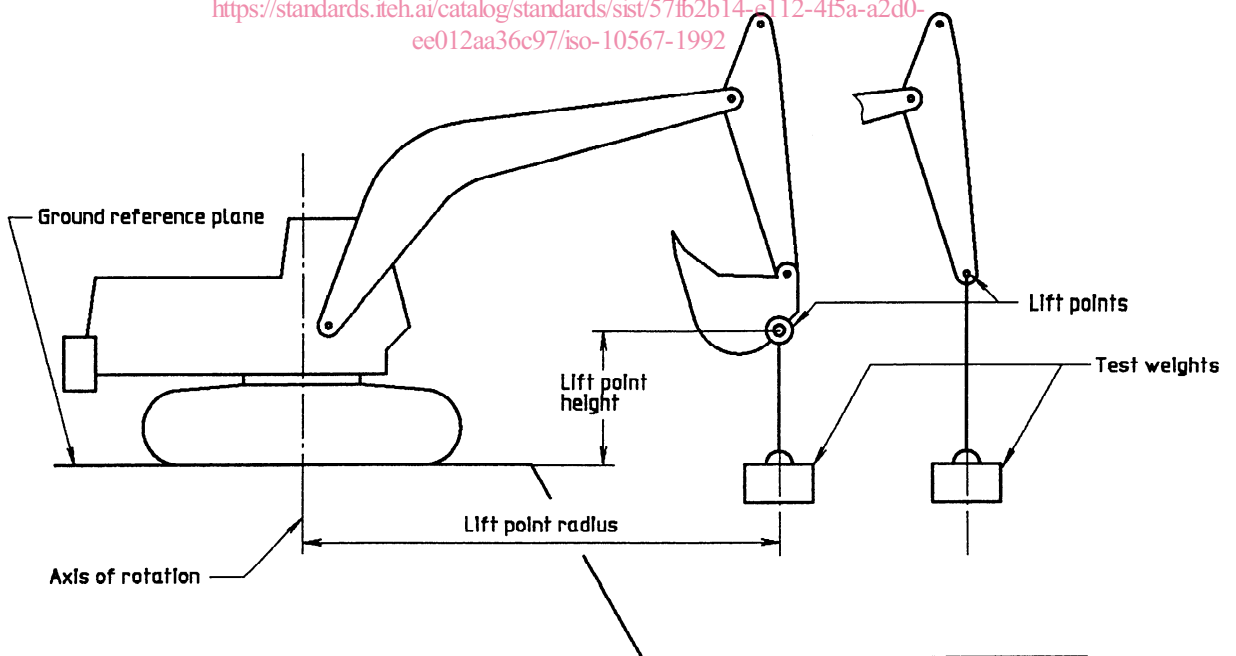 https://standards.iteh.ai/catalog/standards/sist/57fb2b14-e112-4f5a-a2d0-
ee012aa36c97/iso-10567-1992
Ground reference plane
Lift points
Test weights
Lift point
height
Lift point radius
Axis of rotation